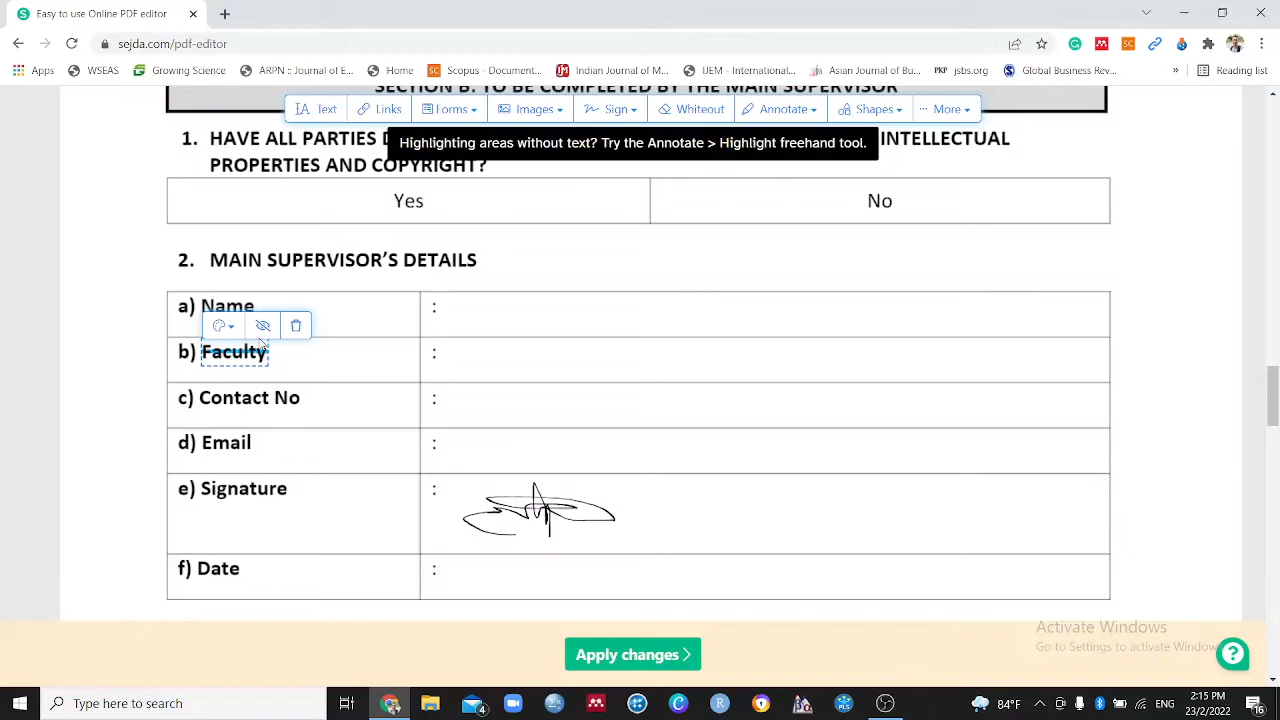 Easy to use Online PDF editor
sejda.com/pdf-editor
Apps
WSEAS
Growing Science
ARPN :: Journal of E...
Home
Scopus - Document...
Indian Journal of M...
IJEM - International...
Asian Journal of Bu...
PKP jsbs.org
Global Business Rev...
»
Reading list
SECTION B: TO BE COMPLETED BY THE MAIN SUPERVISOR
Text
Links
Forms
Images
Sign
Whiteout
Annotate
Shapes
More
Highlighting areas without text? Try the Annotate > Highlight freehand tool.
1. HAVE ALL PARTIES D INTELLECTUAL
PROPERTIES AND COPYRIGHT?
Yes No
2. MAIN SUPERVISOR'S DETAILS
a) Name :
b) Faculty :
c) Contact No :
d) Email :
e) Signature :
f) Date :
Apply changes
Activate Windows
Go to Settings to activate Window
Type here to search
84°F
2:15 PM
23/2/2022